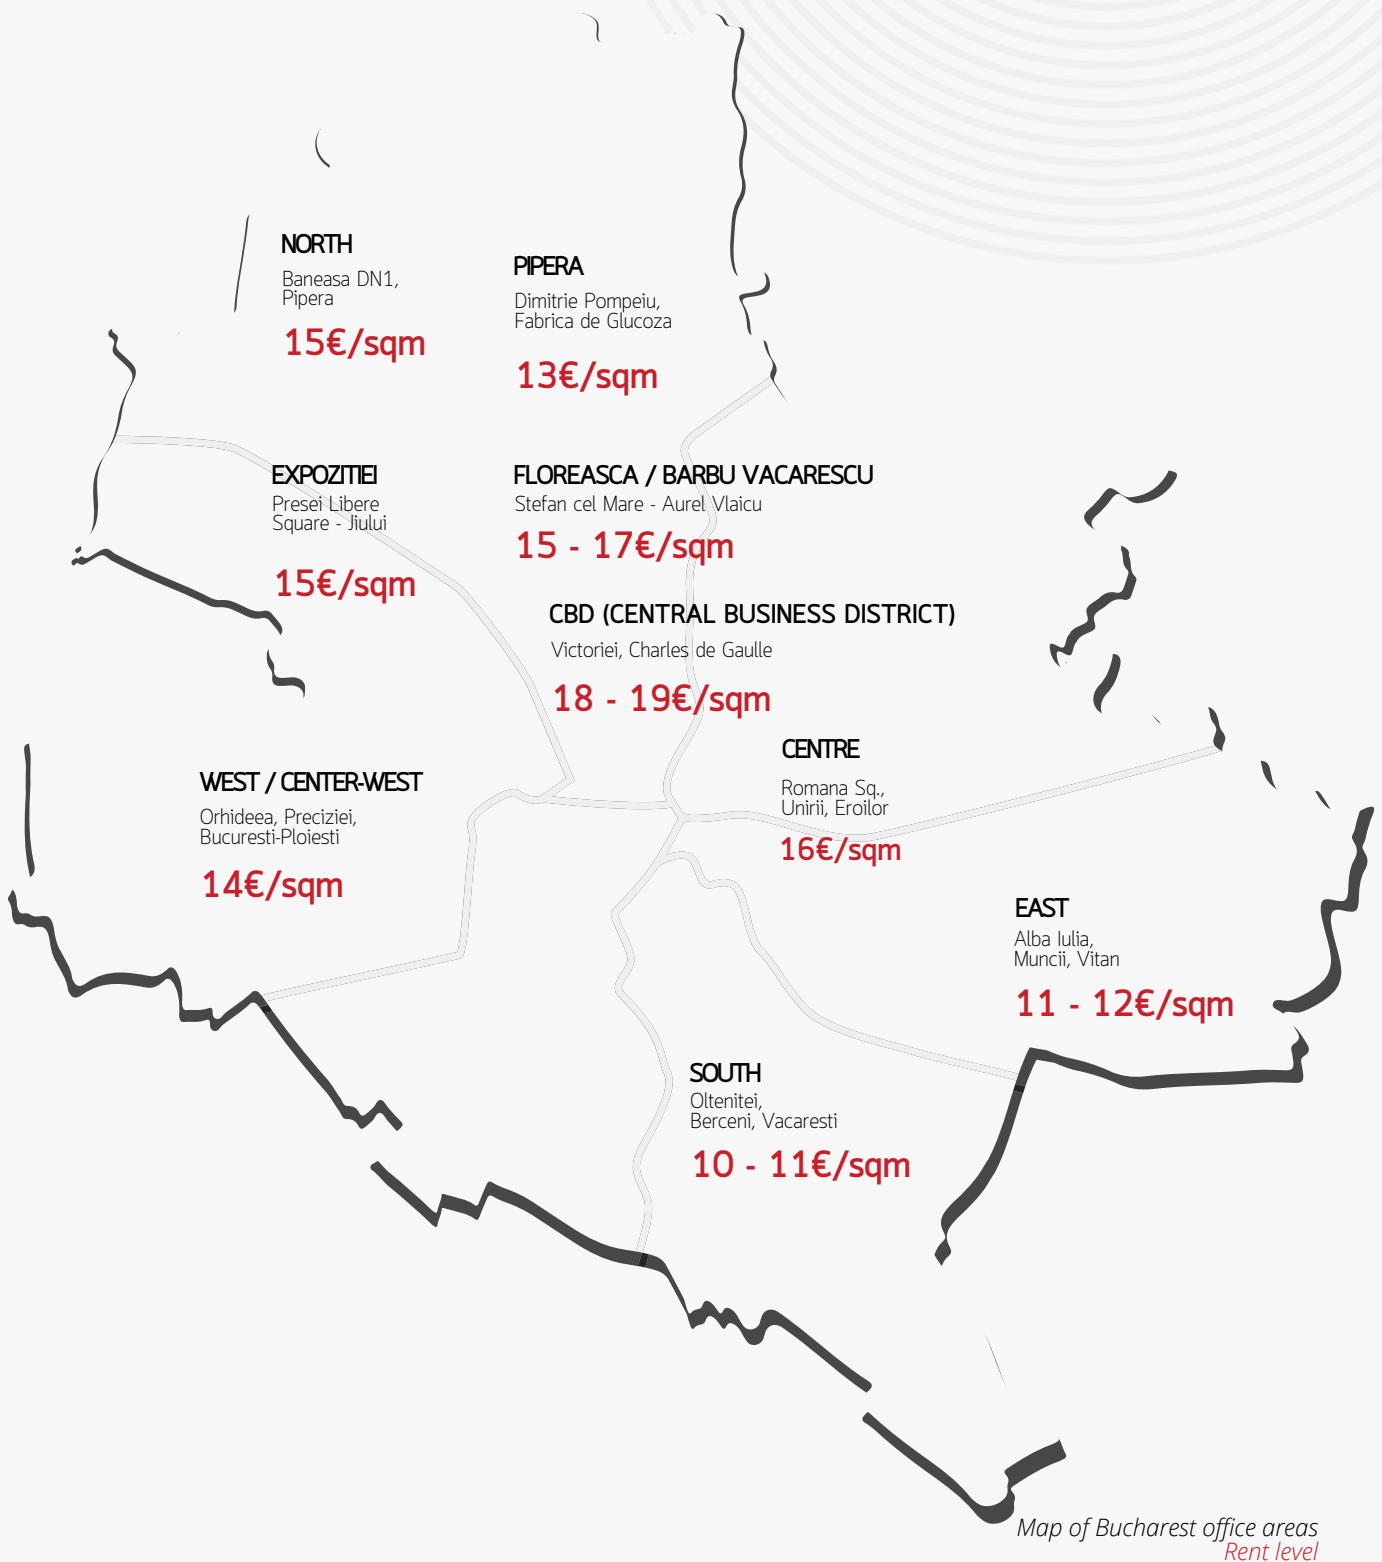 NORTH
Baneasa DN1,
Pipera
15€/sqm
PIPERA
Dimitrie Pompeiu,
Fabrica de Glucoza
13€/sqm
EXPOZITIEI
Presei Libere
Square - Jiului
15€/sqm
FLOREASCA / BARBU VACARESCU
Stefan cel Mare - Aurel Vlaicu
15 - 17€/sqm
CBD (CENTRAL BUSINESS DISTRICT)
Victoriei, Charles de Gaulle
18 - 19€/sqm
CENTRE
Romana Sq.,
Unirii, Eroilor
16€/sqm
WEST / CENTER-WEST
Orhideea, Preciziei,
Bucuresti-Ploiesti
14€/sqm
EAST
Alba Iulia,
Muncii, Vitan
11 - 12€/sqm
SOUTH
Oltenitei,
Berceni, Vacaresti
10 - 11€/sqm
Map of Bucharest office areas
Rent level